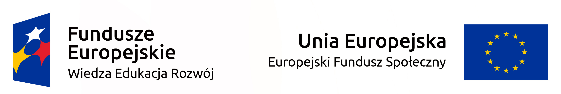 Fundusze
Europejskie
Wiedza Edukacja Rozwój
Unia Europejska
Europejski Fundusz Społeczny